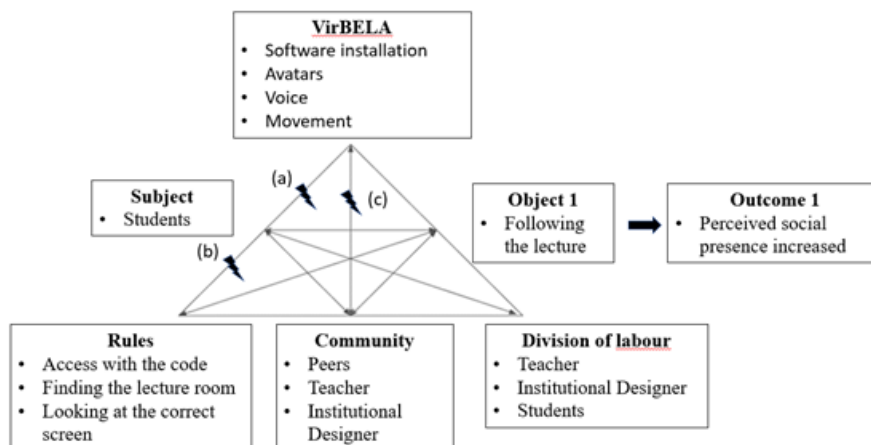 VirBELA
• Software installation
• Avatars
• Voice
• Movement
(a)
(c)
Subject
• Students
(b)
Object 1
• Following
the lecture
Outcome 1
• Perceived social
presence increased
Rules
• Access with the code
• Finding the lecture room
• Looking at the correct
screen
Community
• Peers
• Teacher
• Institutional
Designer
Division of labour
• Teacher
• Institutional Designer
• Students